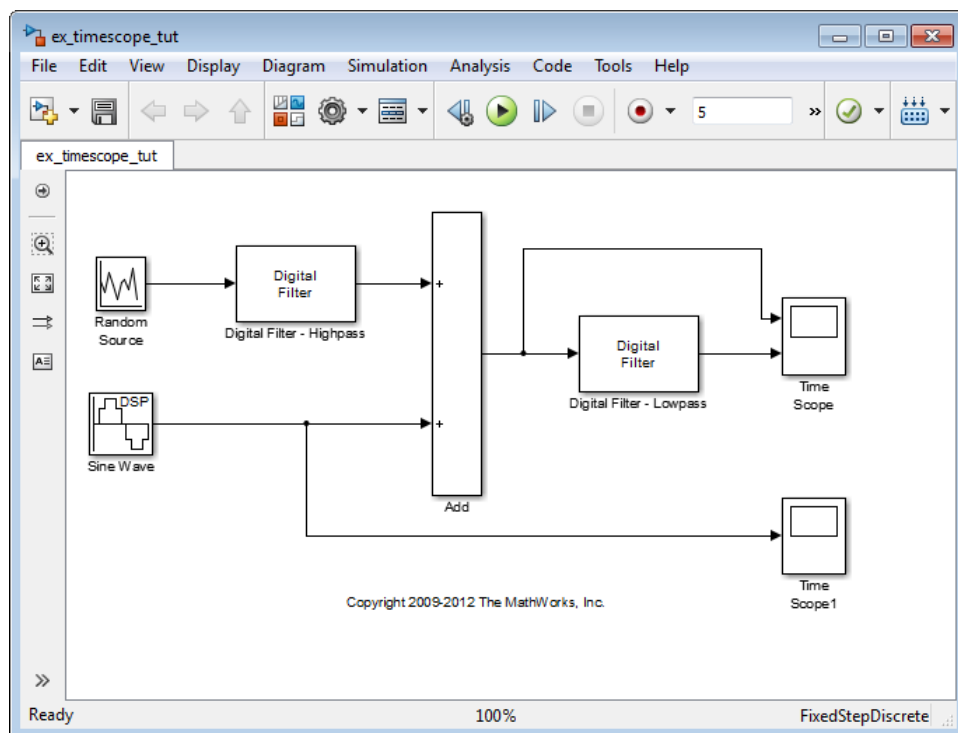 ex_timescope_tut
File Edit View Display Diagram Simulation Analysis Code Tools Help
5
»
ex_timescope_tut
Random
Source
Digital
Filter
Digital Filter - Highpass
+
DSP
Sine Wave
+
Add
Digital
Filter
Digital Filter - Lowpass
Time
Scope
Time
Scope1
A
Copyright 2009-2012 The MathWorks, Inc.
»
Ready 100% FixedStepDiscrete